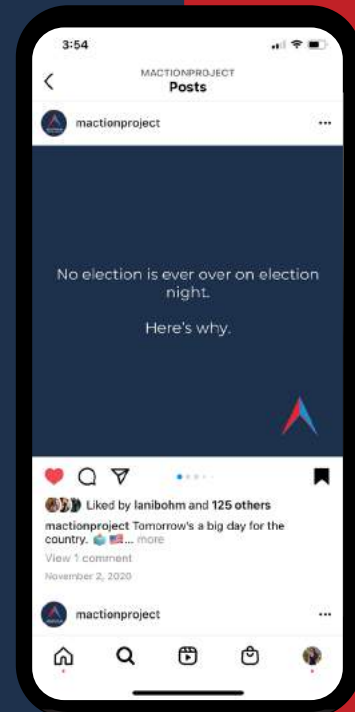 3:54
MACTIONPROJECT
Posts
mactionproject
No election is ever over on election
night.
Here's why.
Liked by lanibohm and 125 others
mactionproject Tomorrow's a big day for the
country. 🗳️ 🇺🇸... more
View 1 comment
November 2, 2020
mactionproject